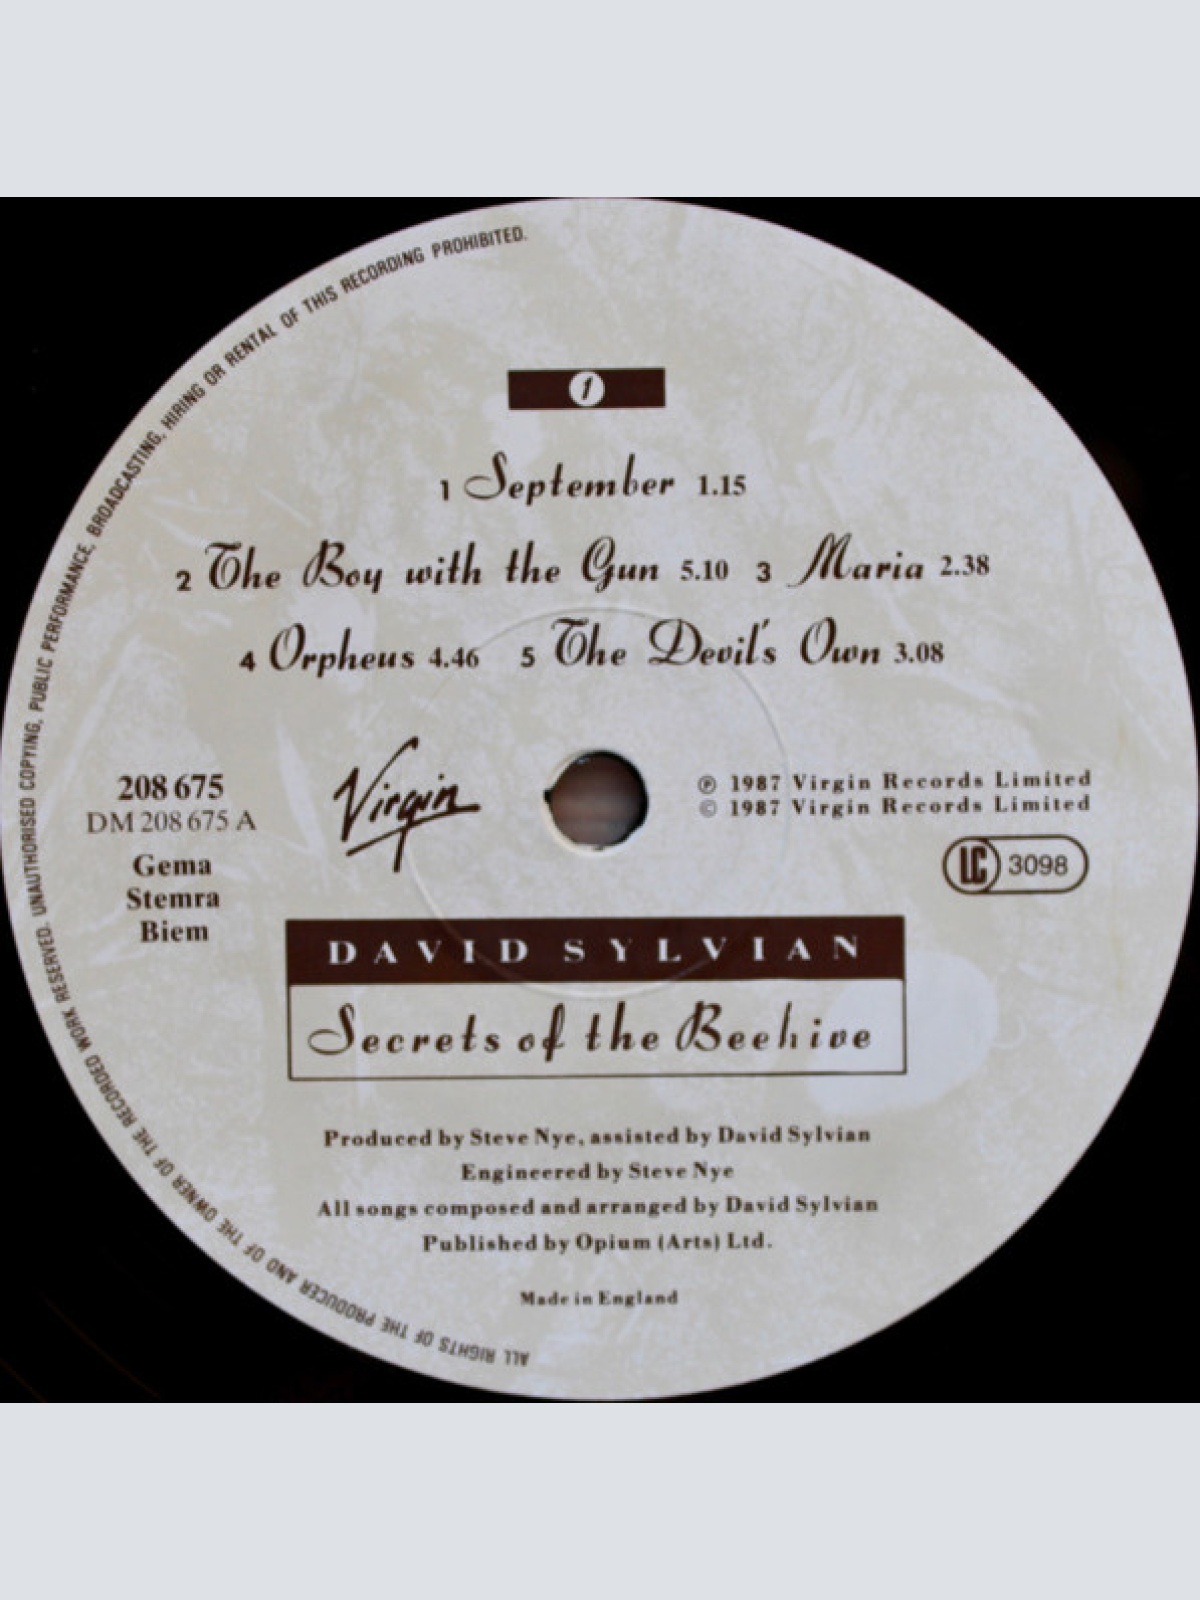 ALL RIGHTS OF THE PRODUCER AND OF THE OWNER OF THE RECORDED WORK RESERVED. UNAUTHORISED COPYING, PUBLIC PERFORMANCE, BROADCASTING, HIRING OR RENTAL OF THIS RECORDING PROHIBITED.
1
1 September 1.15
2 The Boy with the Gun 5.10 3 Maria 2.38
4 Orpheus 4.46 5 The Devil's Own 3.08
208 675
DM 208 675 A
Gema
Stemra
Biem
Virgin
℗ 1987 Virgin Records Limited
© 1987 Virgin Records Limited
LC 3098
DAVID SYLVIAN
Secrets of the Beehive
Produced by Steve Nye, assisted by David Sylvian
Engineered by Steve Nye
All songs composed and arranged by David Sylvian
Published by Opium (Arts) Ltd.
Made in England